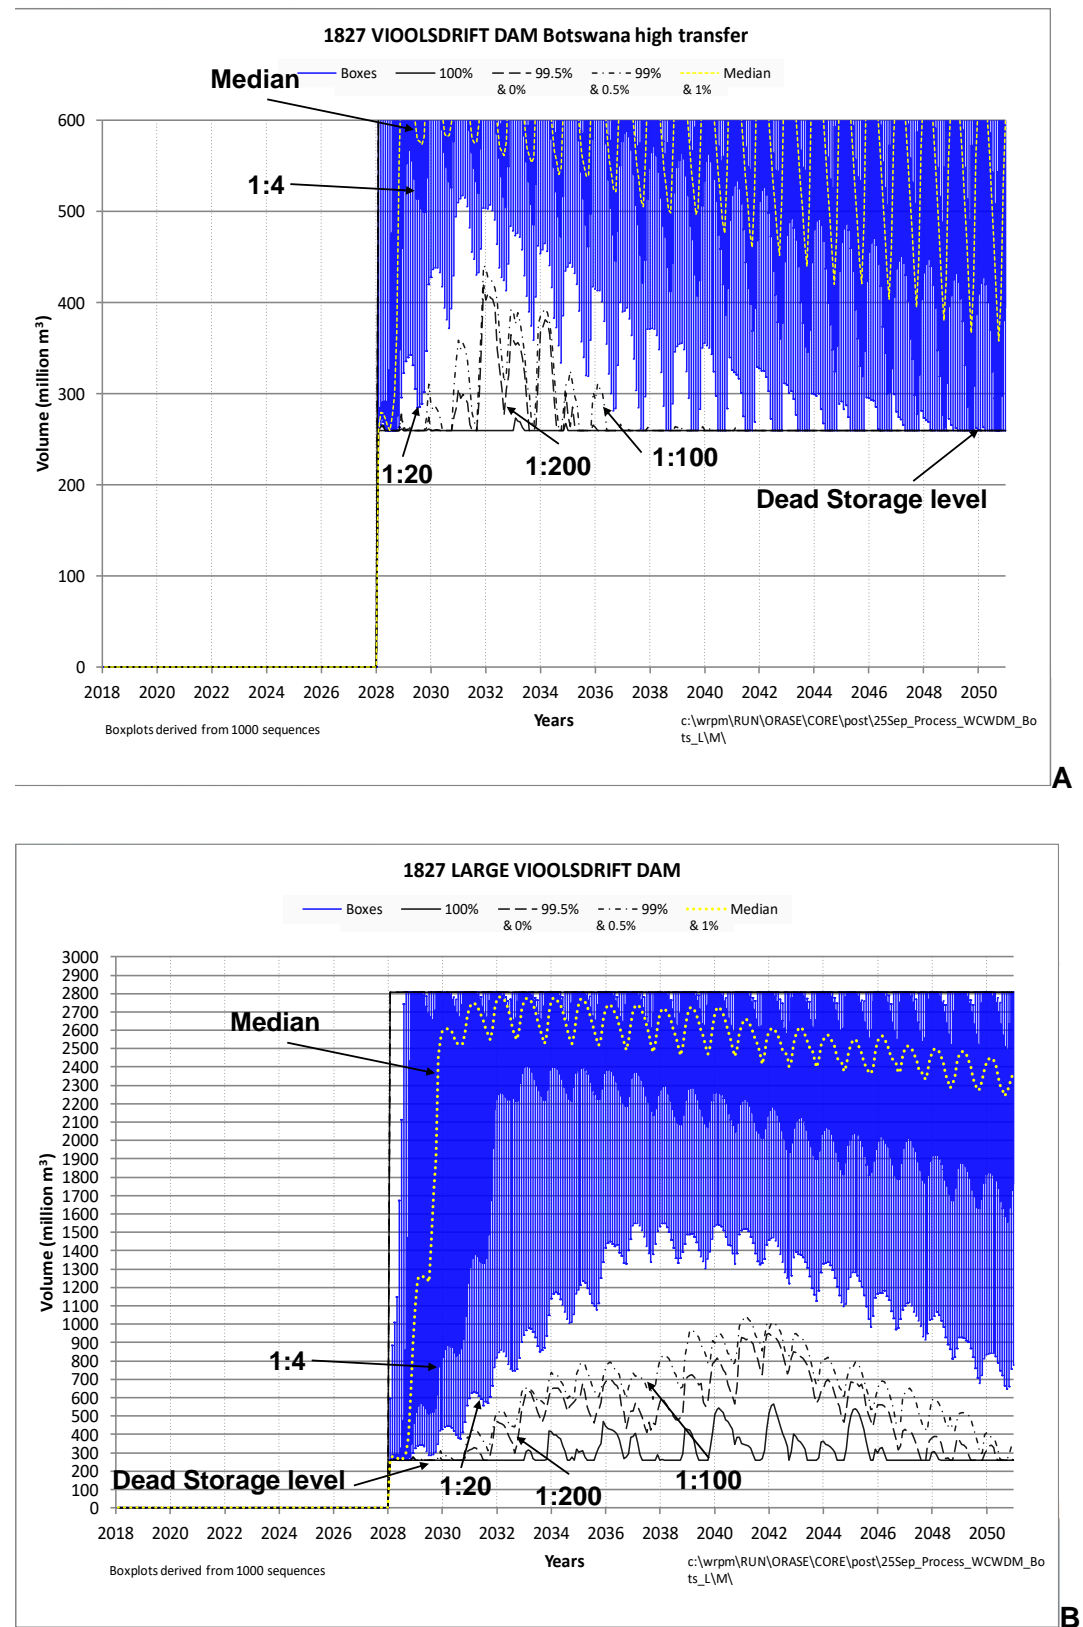 1827 VIOOLSDRIFT DAM Botswana high transfer
Boxes 100% 99.5% 99% Median
& 0% & 0.5% & 1%
Median
1:4
1:20
1:200
1:100
Dead Storage level
Volume (million m³)
600
500
400
300
200
100
0
2018 2020 2022 2024 2026 2028 2030 2032 2034 2036 2038 2040 2042 2044 2046 2048 2050
Years
Boxplots derived from 1000 sequences
c:\wrpm\RUN\ORASE\CORE\post\25Sep_Process_WCWDM_Bo
ts_L\M\
A
1827 LARGE VIOOLSDRIFT DAM
Boxes 100% 99.5% 99% Median
& 0% & 0.5% & 1%
Median
1:4
Dead Storage level
1:20
1:200
1:100
Volume (million m³)
3000
2900
2800
2700
2600
2500
2400
2300
2200
2100
2000
1900
1800
1700
1600
1500
1400
1300
1200
1100
1000
900
800
700
600
500
400
300
200
100
0
2018 2020 2022 2024 2026 2028 2030 2032 2034 2036 2038 2040 2042 2044 2046 2048 2050
Years
Boxplots derived from 1000 sequences
c:\wrpm\RUN\ORASE\CORE\post\25Sep_Process_WCWDM_Bo
ts_L\M\
B